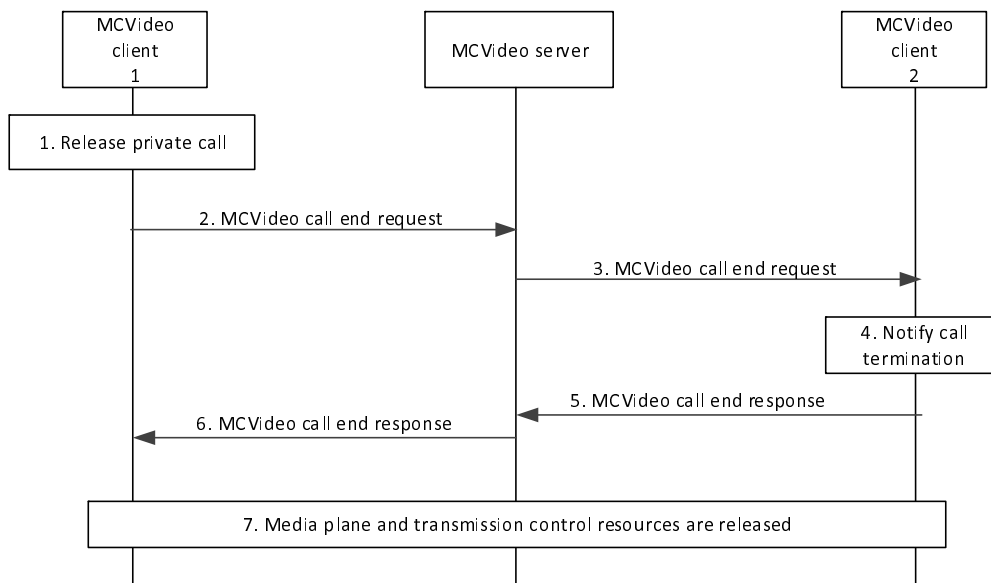 MCVideo
client
1
MCVideo server
MCVideo
client
2
1. Release private call
2. MCVideo call end request
3. MCVideo call end request
4. Notify call
termination
5. MCVideo call end response
6. MCVideo call end response
7. Media plane and transmission control resources are released